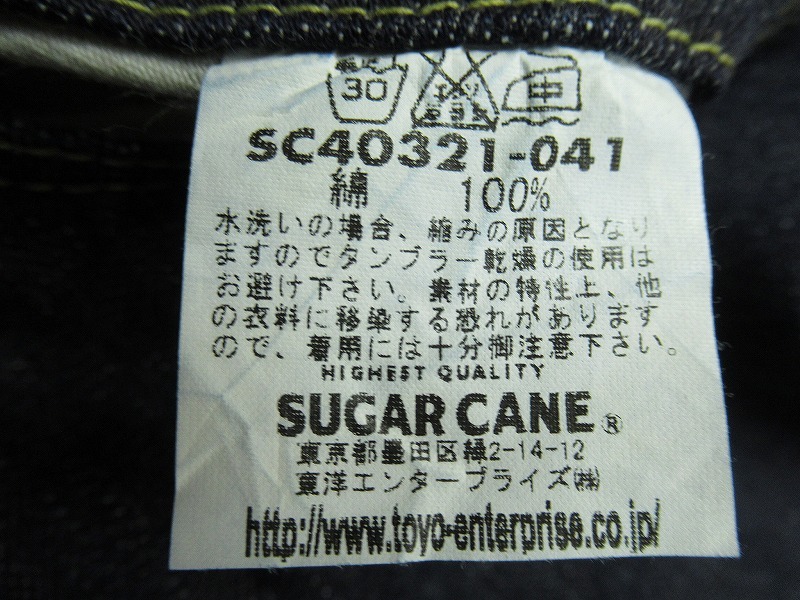 30
SC40321-041
綿 100%
水洗いの場合、縮みの原因となり
ますのでタンブラー乾燥の使用は
お避け下さい。素材の特性上、他
の衣料に移染する恐れがあります
ので、着用には十分御注意下さい。
HIGHEST QUALITY
SUGAR CANE®
東京都墨田区緑2-14-12
東洋エンタープライズ㈱
http://www.toyo-enterprise.co.jp/